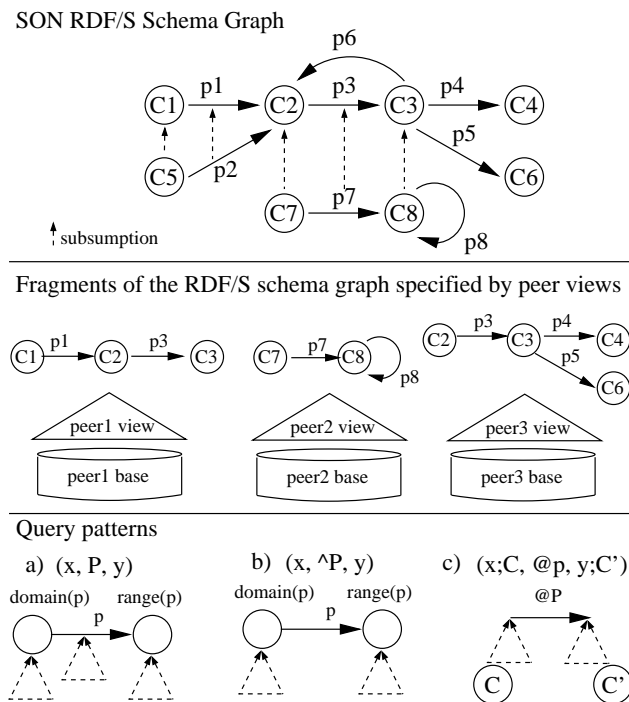 SON RDF/S Schema Graph
p6
p1 p3 p4
C1 C2 C3 C4
p5
C5 p2 C6
p7
C7 C8
subsumption p8
Fragments of the RDF/S schema graph specified by peer views
p1 p3
C1 C2 C3
p7
C7 C8
p8
p3 p4
C2 C3 C4
p5
C6
peer1 view peer2 view peer3 view
peer1 base peer2 base peer3 base
Query patterns
a) (x, P, y) b) (x, ^P, y) c) (x;C, @p, y;C')
domain(p) range(p) domain(p) range(p) @P
p p
C C'